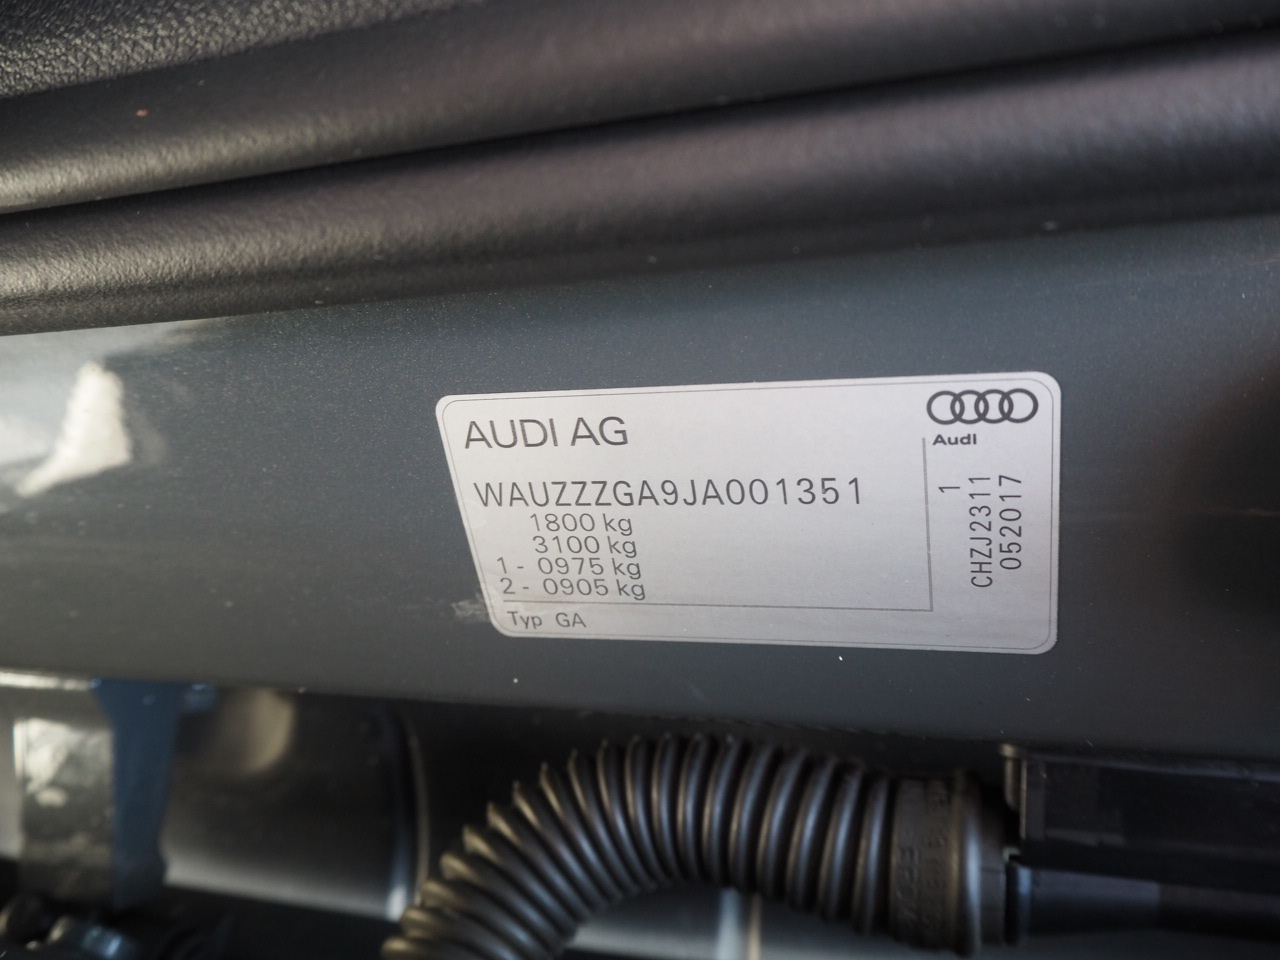 AUDI AG
Audi
WAUZZZGA9JA001351
1800 kg
3100 kg
1- 0975 kg
2- 0905 kg
Typ GA
1
CHZJ2311
052017